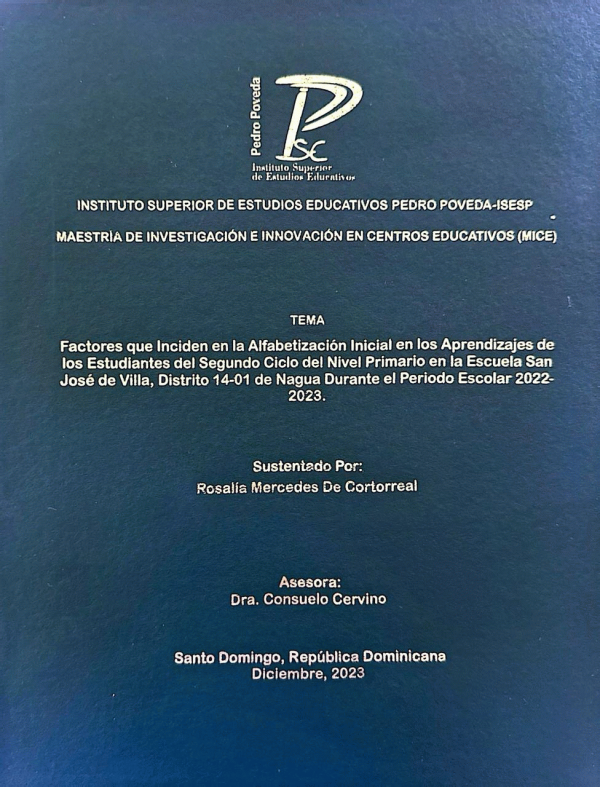 Pedro Poveda
PSC
Instituto Superior
de Estudios Educativos
INSTITUTO SUPERIOR DE ESTUDIOS EDUCATIVOS PEDRO POVEDA-ISESP
MAESTRÍA DE INVESTIGACIÓN E INNOVACIÓN EN CENTROS EDUCATIVOS (MICE)
TEMA
Factores que Inciden en la Alfabetización Inicial en los Aprendizajes de
los Estudiantes del Segundo Ciclo del Nivel Primario en la Escuela San
José de Villa, Distrito 14-01 de Nagua Durante el Periodo Escolar 2022-
2023.
Sustentado Por:
Rosalía Mercedes De Cortorreal
Asesora:
Dra. Consuelo Cervino
Santo Domingo, República Dominicana
Diciembre, 2023